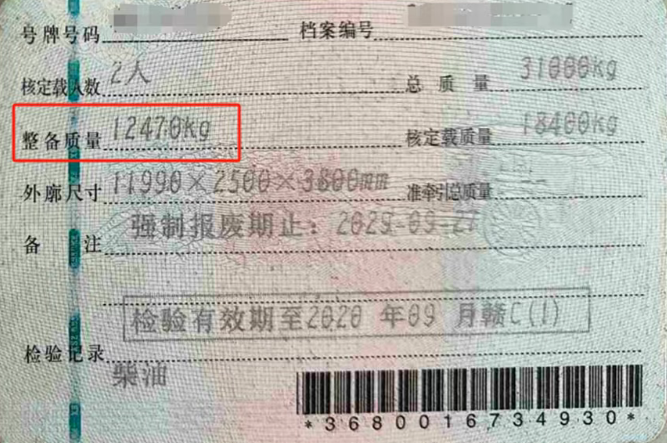 号牌号码 档案编号
核定载人数 2人 总质量 31000kg
整备质量 12470kg 核定载质量 18400kg
外廓尺寸 11990×2500×3800mm 准牵引总质量 --
备注 强制报废期止：2029-09-27
检验有效期至2020 年09 月赣C(1)
检验记录
柴油
*3680016734930*